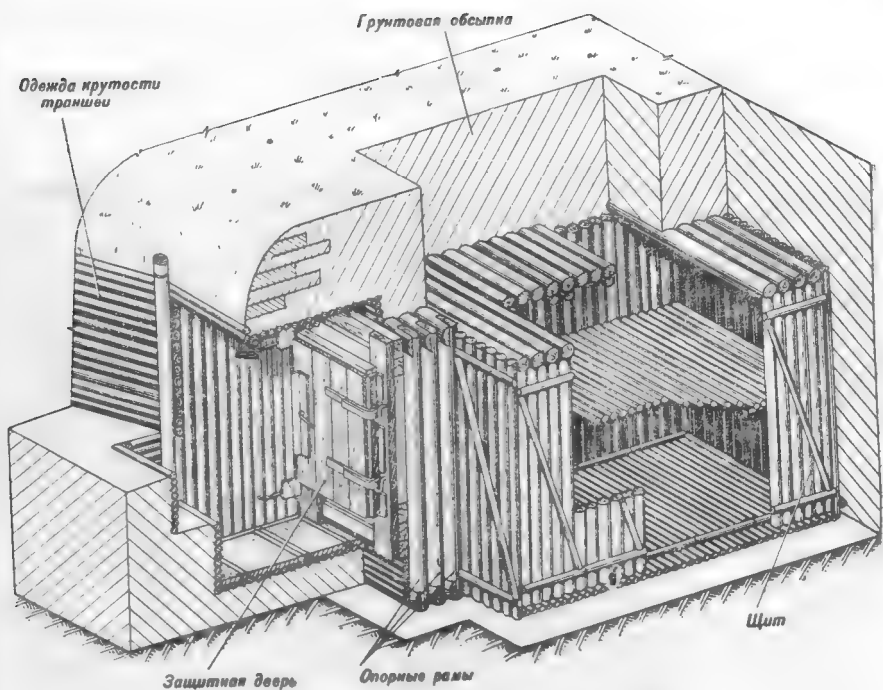 Грунтовая обсыпка
Одежда крутости
траншеи
Щит
Защитная дверь
Опорные рамы